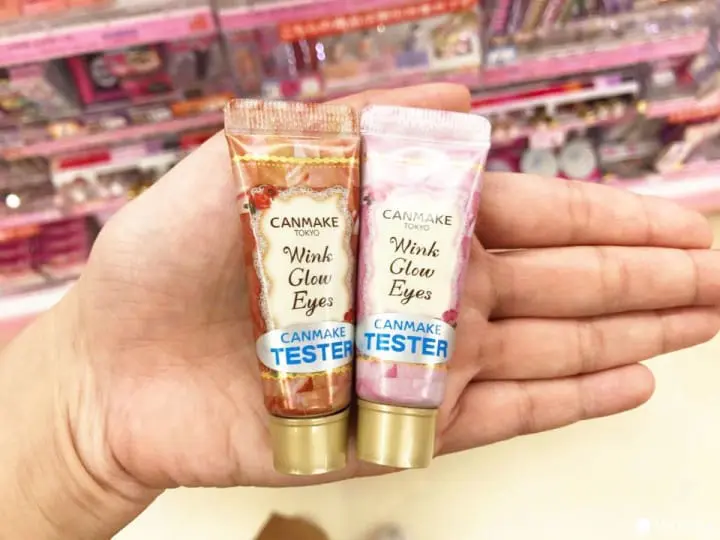 CANMAKE
TOKYO
Wink
Glow
Eyes
CANMAKE
TESTER
CANMAKE
TOKYO
Wink
Glow
Eyes
CANMAKE
TESTER